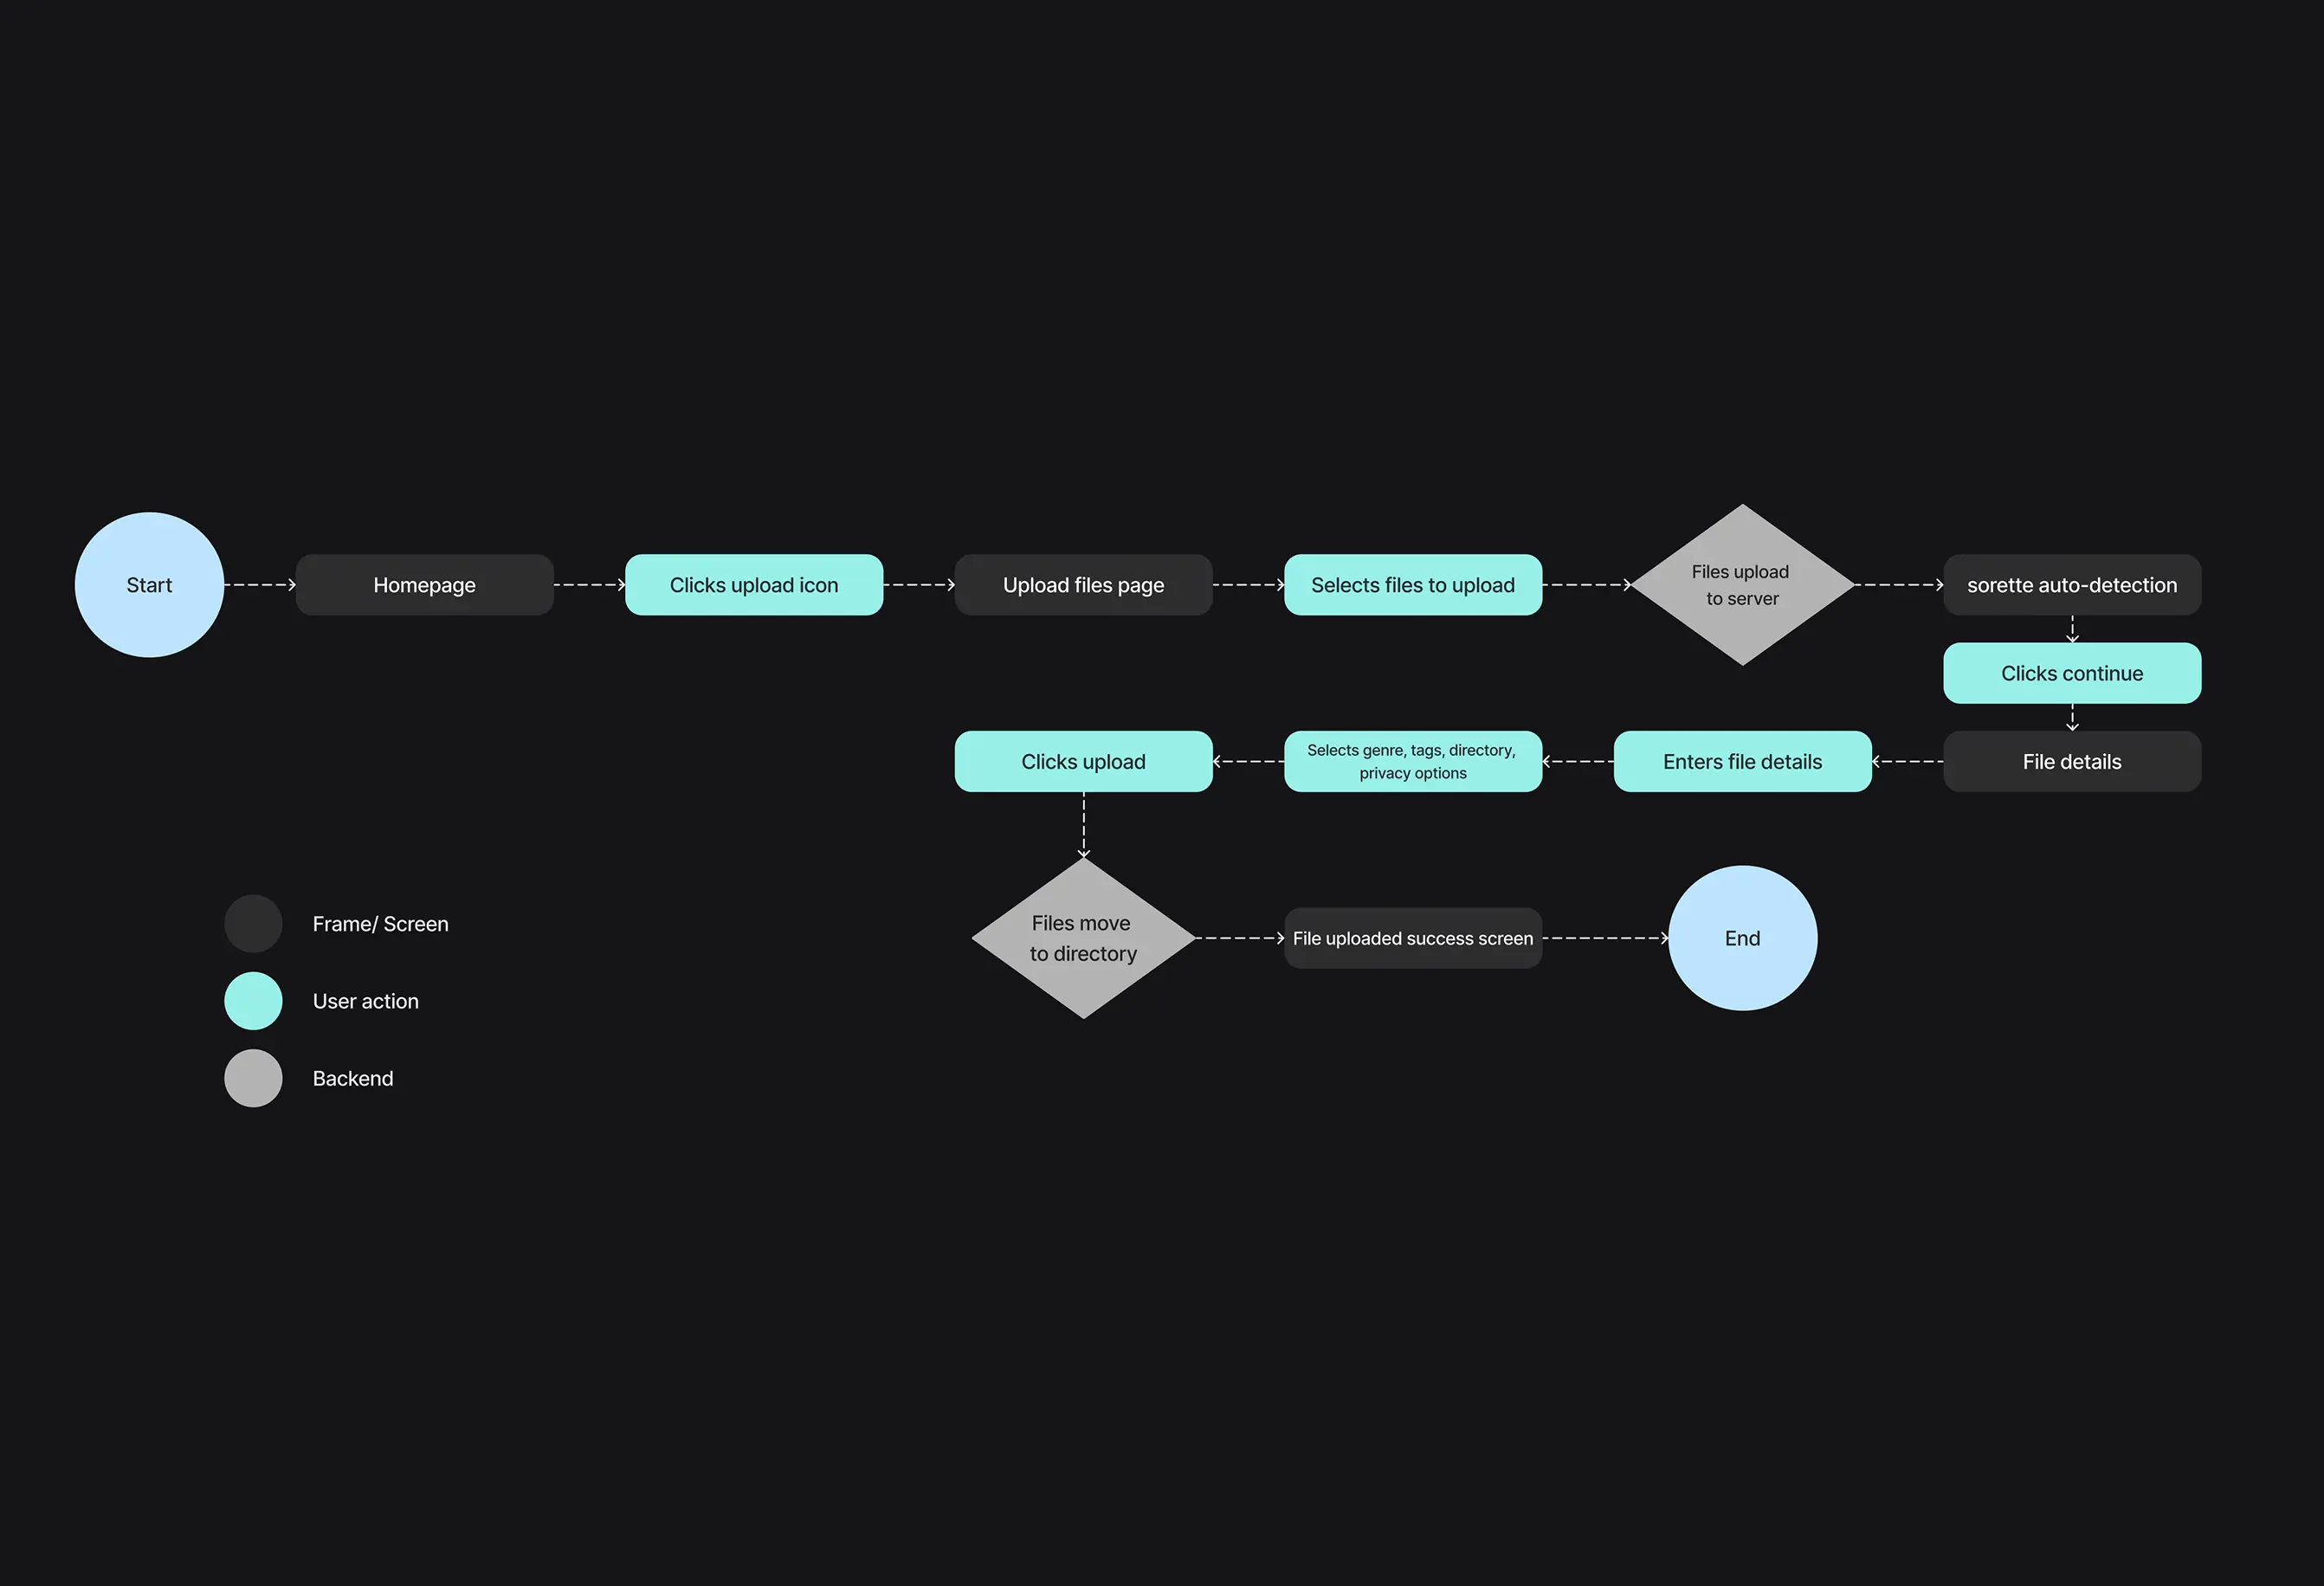 Start
Homepage
Clicks upload icon
Upload files page
Selects files to upload
Files upload
to server
sorette auto-detection
Clicks continue
File details
Enters file details
Selects genre, tags, directory,
privacy options
Clicks upload
Files move
to directory
File uploaded success screen
End
Frame/ Screen
User action
Backend